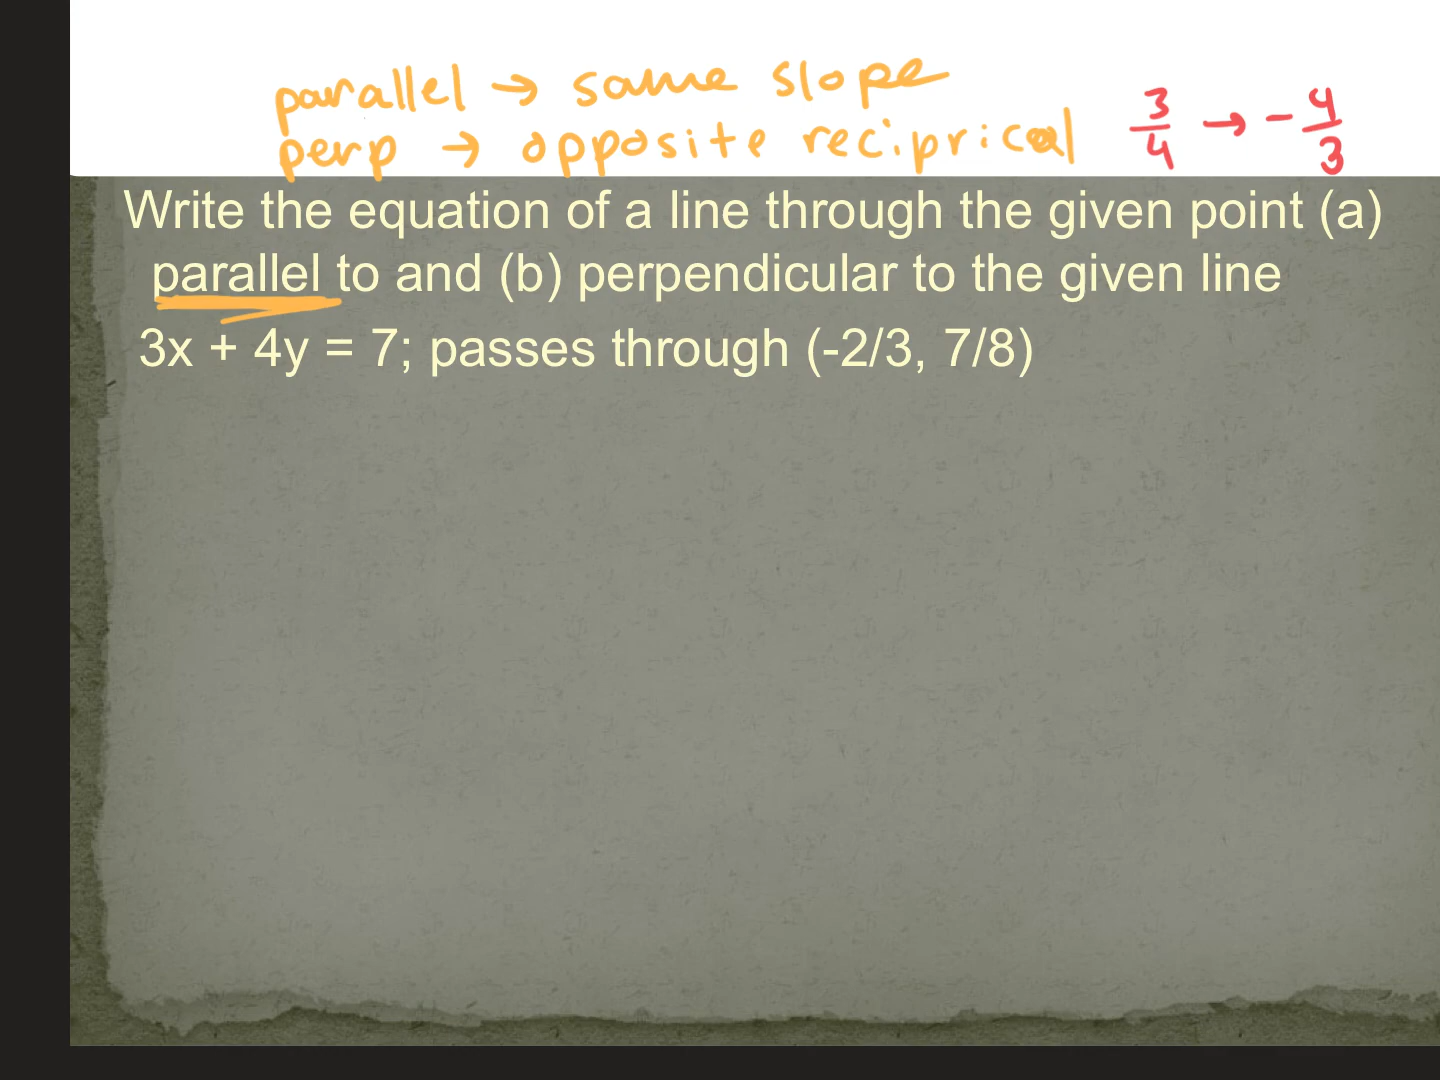 parallel → same slope
perp → opposite reciprical 3/4 → - 4/3
Write the equation of a line through the given point (a)
parallel to and (b) perpendicular to the given line
3x + 4y = 7; passes through (-2/3, 7/8)